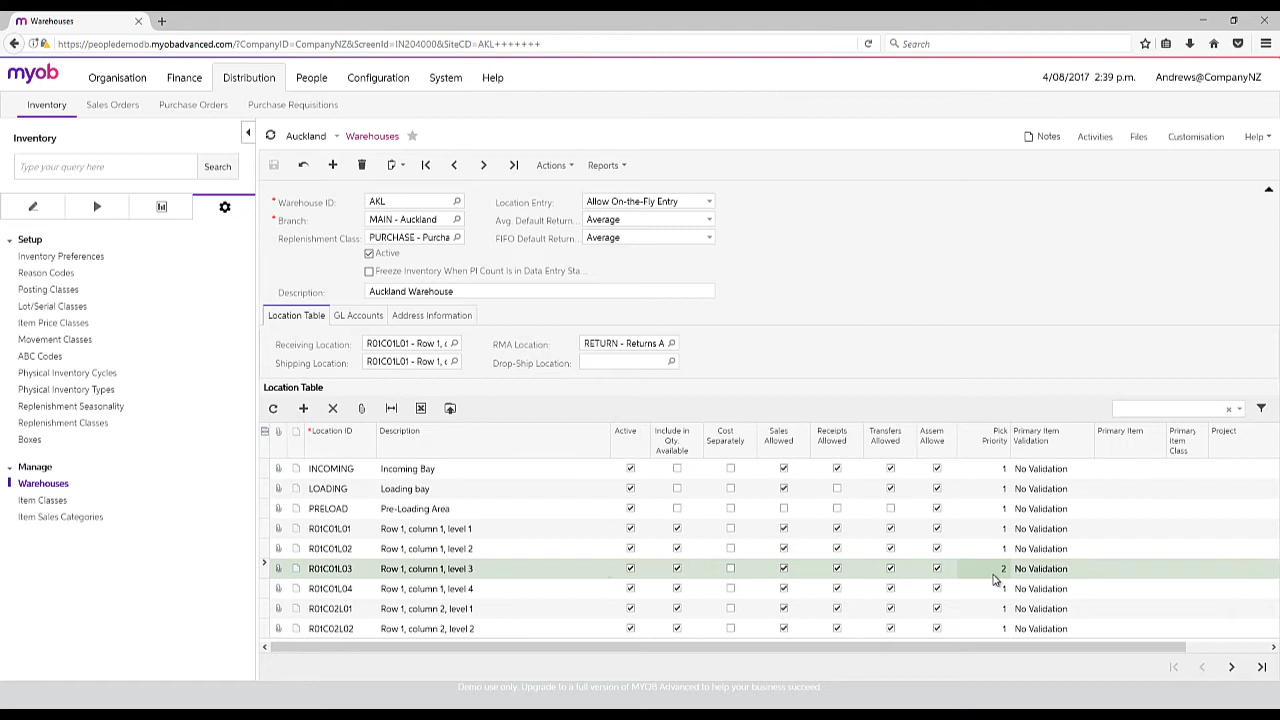 Warehouses
https://peopledemodb.myobadvanced.com/?CompanyID=CompanyNZ&ScreenId=IN204000&SiteCD=AKL+++++++
Search
myob
Organisation Finance Distribution People Configuration System Help
4/08/2017 2:39 p.m. Andrews@CompanyNZ
Inventory Sales Orders Purchase Orders Purchase Requisitions
Inventory
Type your query here Search
Setup
Inventory Preferences
Reason Codes
Posting Classes
Lot/Serial Classes
Item Price Classes
Movement Classes
ABC Codes
Physical Inventory Cycles
Physical Inventory Types
Replenishment Seasonality
Replenishment Classes
Boxes
Manage
Warehouses
Item Classes
Item Sales Categories
Auckland Warehouses
Notes Activities Files Customisation Help
Actions Reports
* Warehouse ID: AKL Location Entry: Allow On-the-Fly Entry
* Branch: MAIN - Auckland Avg. Default Return... Average
Replenishment Class: PURCHASE - Purcha FIFO Default Return... Average
Active
Freeze Inventory When PI Count Is in Data Entry Sta...
Description: Auckland Warehouse
Location Table GL Accounts Address Information
Receiving Location: R01C01L01 - Row 1, c RMA Location: RETURN - Returns A
Shipping Location: R01C01L01 - Row 1, c Drop-Ship Location:
Location Table
*Location ID Description Active Include in Qty. Available Cost Separately Sales Allowed Receipts Allowed Transfers Allowed Assem Allowe Pick Priority Primary Item Validation Primary Item Primary Item Class Project
INCOMING Incoming Bay 1 No Validation
LOADING Loading bay 1 No Validation
PRELOAD Pre-Loading Area 1 No Validation
R01C01L01 Row 1, column 1, level 1 1 No Validation
R01C01L02 Row 1, column 1, level 2 1 No Validation
R01C01L03 Row 1, column 1, level 3 2 No Validation
R01C01L04 Row 1, column 1, level 4 1 No Validation
R01C02L01 Row 1, column 2, level 1 1 No Validation
R01C02L02 Row 1, column 2, level 2 1 No Validation
Demo use only. Upgrade to a full version of MYOB Advanced to help your business succeed.